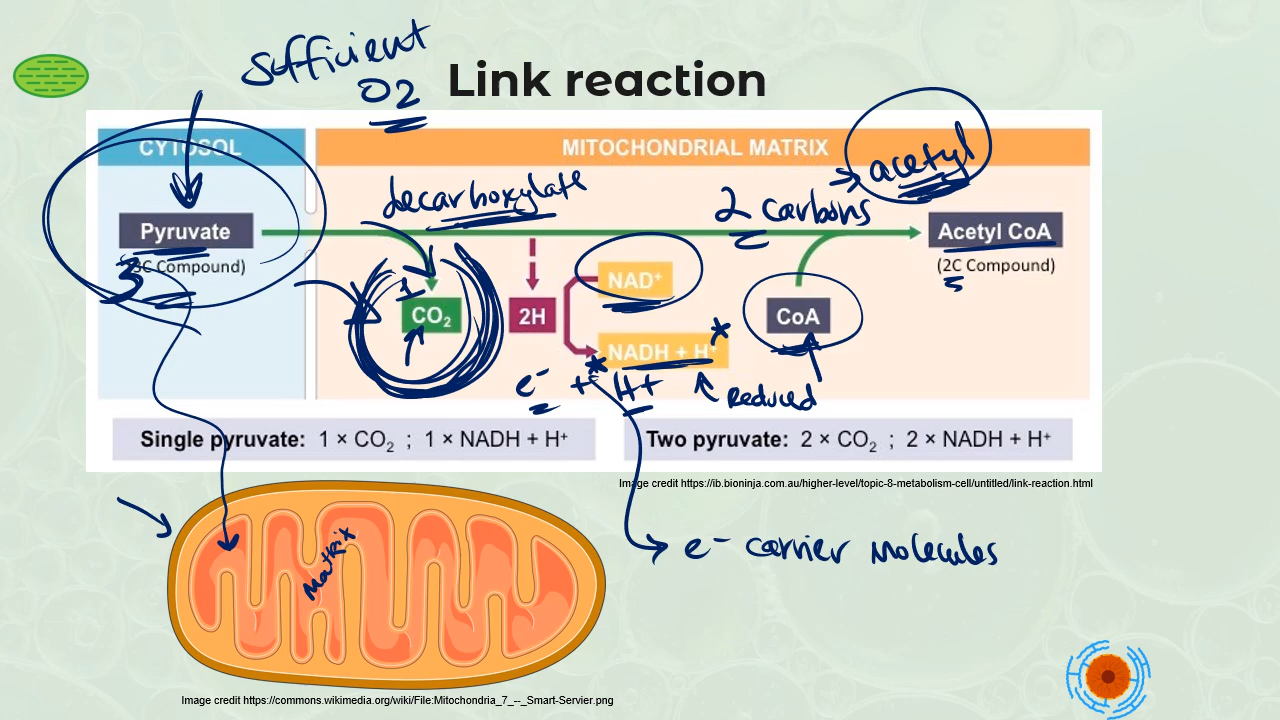 sufficient
O2
Link reaction
CYTOSOL
MITOCHONDRIAL MATRIX
acetyl
decarboxylate
2 carbons
Pyruvate
(3C Compound)
3
1
CO₂
2H
NAD⁺
NADH + H⁺
CoA
Acetyl CoA
(2C Compound)
e⁻ + H+
Reduced
Single pyruvate: 1 × CO₂ ; 1 × NADH + H⁺
Two pyruvate: 2 × CO₂ ; 2 × NADH + H⁺
Image credit https://ib.bioninja.com.au/higher-level/topic-8-metabolism-cell/untitled/link-reaction.html
e⁻ carrier molecules
Matrix
Image credit https://commons.wikimedia.org/wiki/File:Mitochondria_7_--_Smart-Servier.png